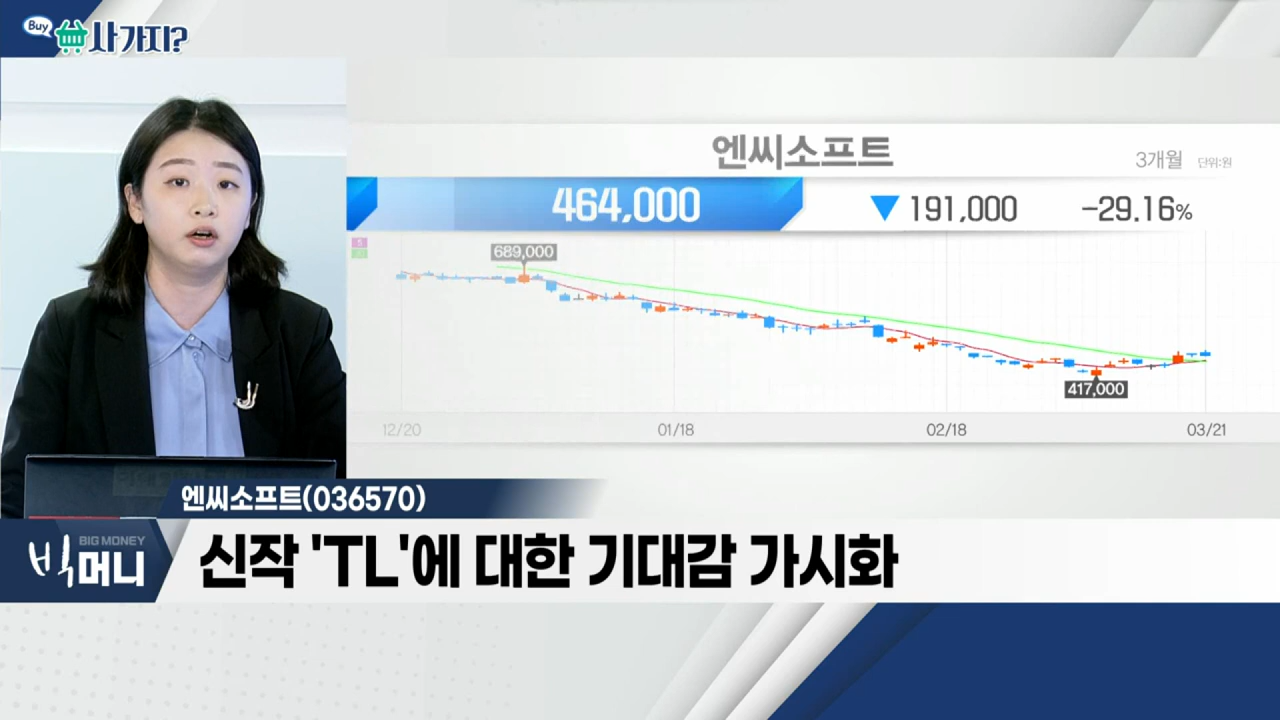 Buy
사가지?
엔씨소프트
3개월 단위:원
464,000 ▼191,000 -29.16%
5
689,000
417,000
12/20 01/18 02/18 03/21
엔씨소프트(036570)
BIG MONEY
빅머니
신작 'TL'에 대한 기대감 가시화